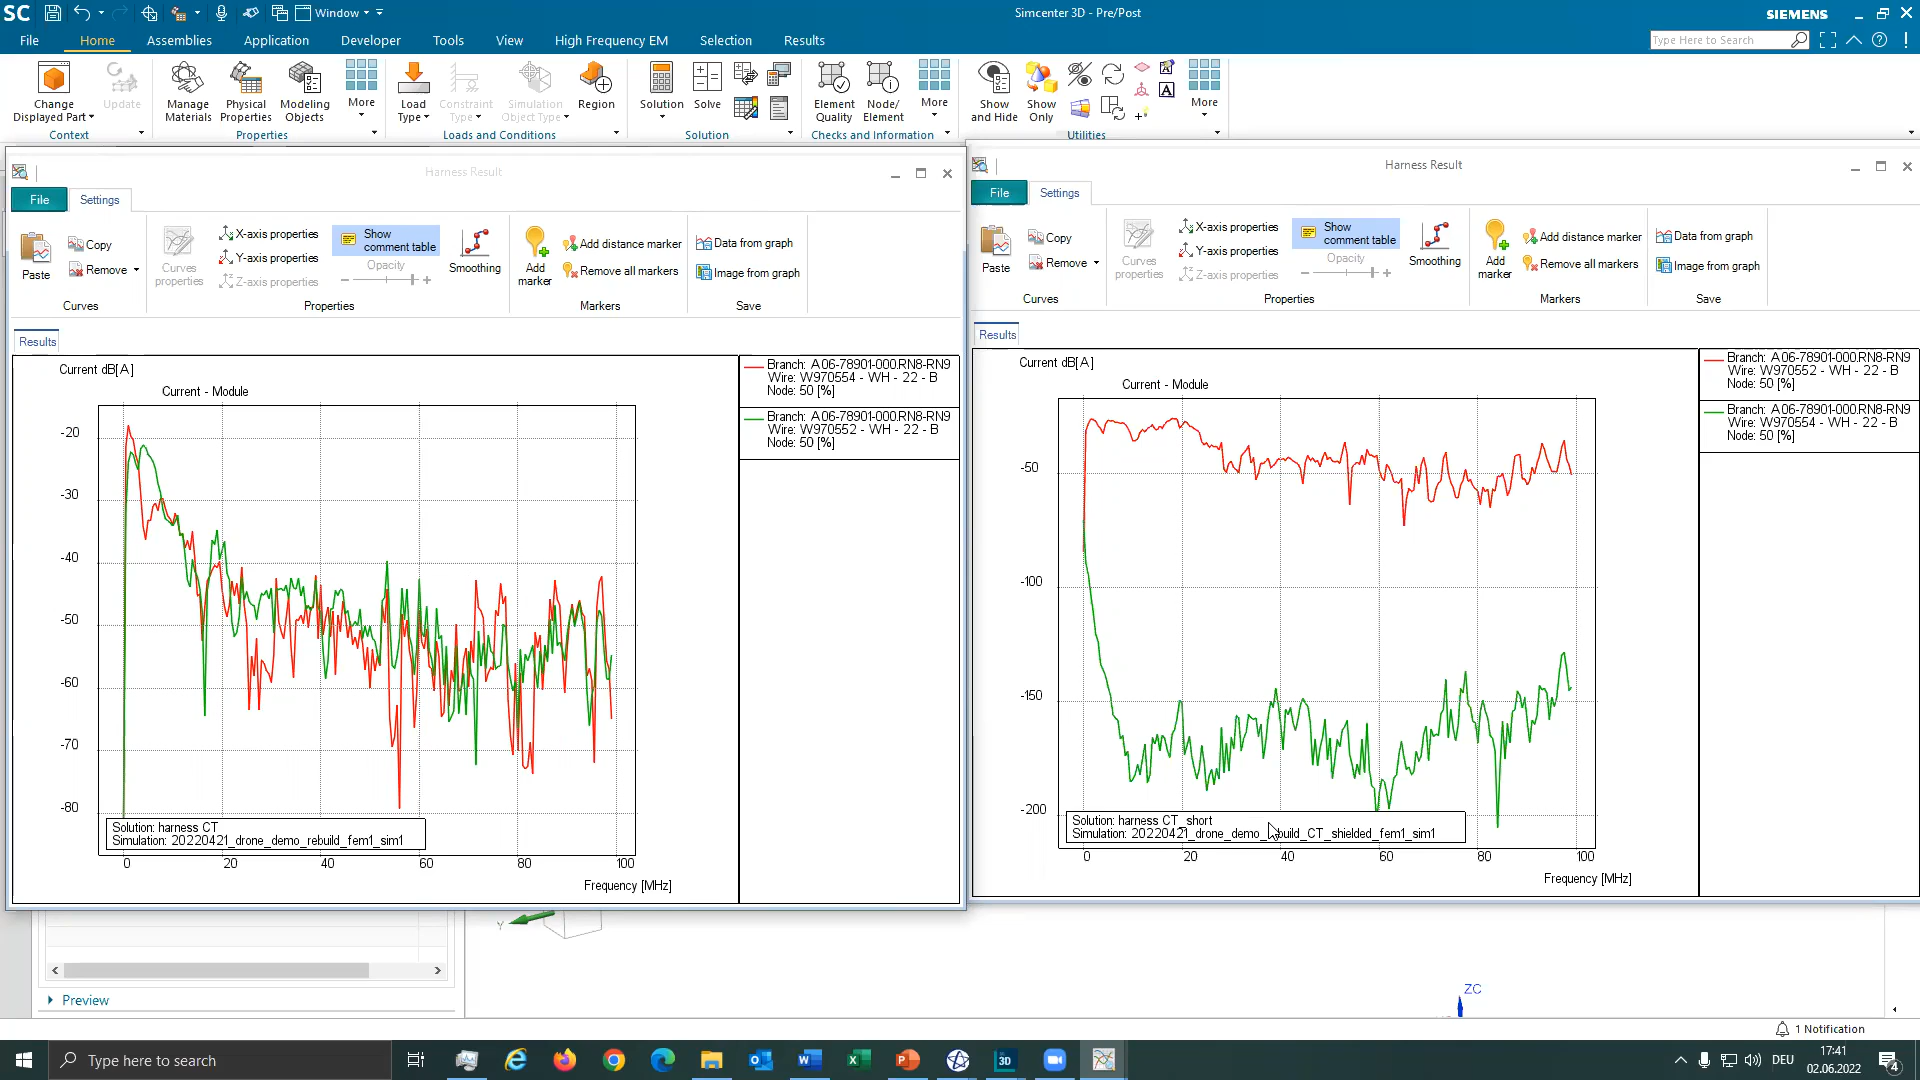 SC
Window
Simcenter 3D - Pre/Post
SIEMENS
File Home Assemblies Application Developer Tools View High Frequency EM Selection Results
Type Here to Search
Change
Displayed Part
Update
Context
Manage
Materials
Physical
Properties
Modeling
Objects
More
Properties
Load
Type
Constraint
Type
Simulation
Object Type
Region
Loads and Conditions
Solution
Solve
Solution
Element
Quality
Node/
Element
More
Checks and Information
Show
and Hide
Show
Only
More
Utilities
Harness Result
File
Settings
Paste
Copy
Remove
Curves
Curves
properties
X-axis properties
Y-axis properties
Z-axis properties
Show
comment table
Opacity
Smoothing
Properties
Add
marker
Add distance marker
Remove all markers
Markers
Data from graph
Image from graph
Save
Results
Current dB[A]
Current - Module
-20
-30
-40
-50
-60
-70
-80
Solution: harness CT
Simulation: 20220421_drone_demo_rebuild_fem1_sim1
0 20 40 60 80 100
Frequency [MHz]
Branch: A06-78901-000.RN8-RN9
Wire: W970554 - WH - 22 - B
Node: 50 [%]
Branch: A06-78901-000.RN8-RN9
Wire: W970552 - WH - 22 - B
Node: 50 [%]
Harness Result
File
Settings
Paste
Copy
Remove
Curves
Curves
properties
X-axis properties
Y-axis properties
Z-axis properties
Show
comment table
Opacity
Smoothing
Properties
Add
marker
Add distance marker
Remove all markers
Markers
Data from graph
Image from graph
Save
Results
Current dB[A]
Current - Module
-50
-100
-150
-200
Solution: harness CT_short
Simulation: 20220421_drone_demo_ build_CT_shielded_fem1_sim1
0 20 40 60 80 100
Frequency [MHz]
Branch: A06-78901-000.RN8-RN9
Wire: W970552 - WH - 22 - B
Node: 50 [%]
Branch: A06-78901-000.RN8-RN9
Wire: W970554 - WH - 22 - B
Node: 50 [%]
Y
Preview
ZC
1 Notification
Type here to search
DEU
17:41
02.06.2022
4